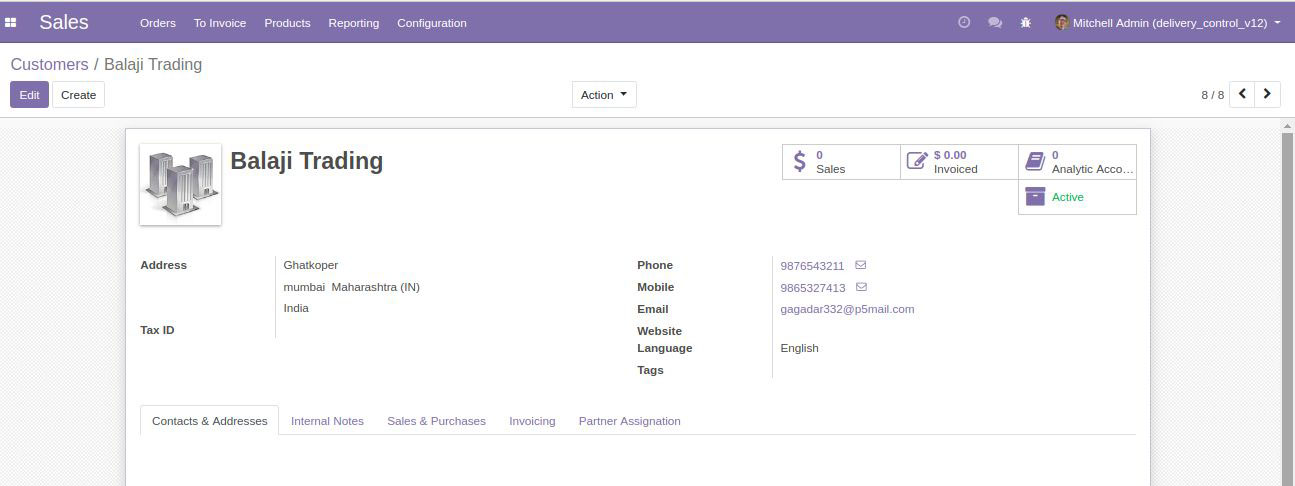 Sales Orders To Invoice Products Reporting Configuration Mitchell Admin (delivery_control_v12)
Customers / Balaji Trading
Edit Create Action 8 / 8
Balaji Trading
0 Sales
$ 0.00 Invoiced
0 Analytic Acco...
Active
Address Ghatkoper
mumbai Maharashtra (IN)
India
Tax ID
Phone 9876543211
Mobile 9865327413
Email gagadar332@p5mail.com
Website
Language English
Tags
Contacts & Addresses Internal Notes Sales & Purchases Invoicing Partner Assignation